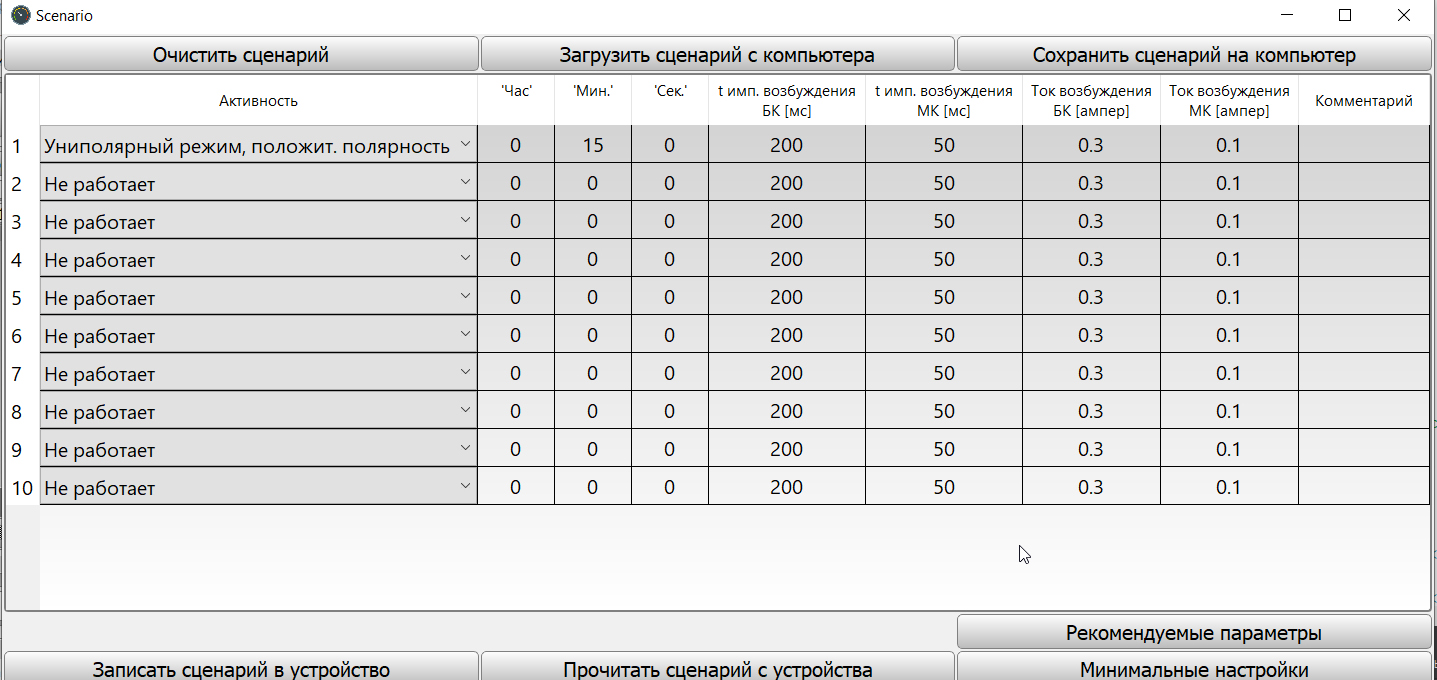 Scenario
Очистить сценарий Загрузить сценарий с компьютера Сохранить сценарий на компьютер
Активность 'Час' 'Мин.' 'Сек.' t имп. возбуждения БК [мс] t имп. возбуждения МК [мс] Ток возбуждения БК [ампер] Ток возбуждения МК [ампер] Комментарий
1 Униполярный режим, положит. полярность 0 15 0 200 50 0.3 0.1
2 Не работает 0 0 0 200 50 0.3 0.1
3 Не работает 0 0 0 200 50 0.3 0.1
4 Не работает 0 0 0 200 50 0.3 0.1
5 Не работает 0 0 0 200 50 0.3 0.1
6 Не работает 0 0 0 200 50 0.3 0.1
7 Не работает 0 0 0 200 50 0.3 0.1
8 Не работает 0 0 0 200 50 0.3 0.1
9 Не работает 0 0 0 200 50 0.3 0.1
10 Не работает 0 0 0 200 50 0.3 0.1
Рекомендуемые параметры
Записать сценарий в устройство Прочитать сценарий с устройства Минимальные настройки